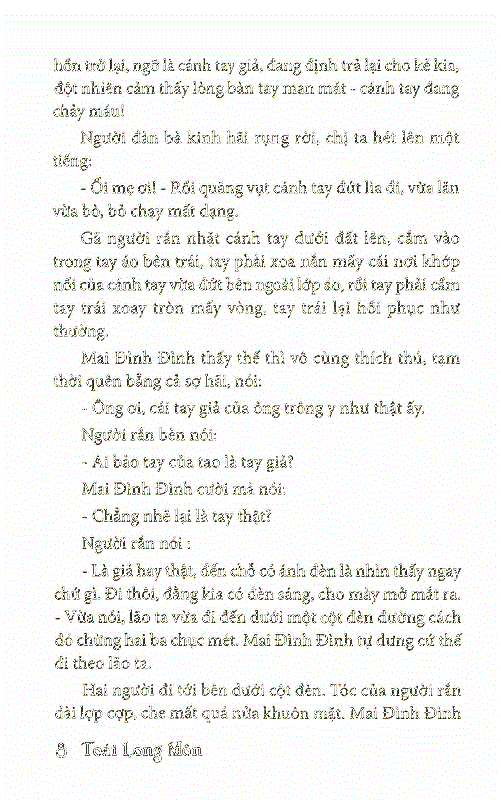 hồn trở lại, ngỡ là cánh tay giả, đang định trả lại cho kẻ kia,
đột nhiên cảm thấy lòng bàn tay man mát - cánh tay đang
chảy máu!
Người đàn bà kinh hãi rụng rời, chị ta hét lên một
tiếng:
- Ối mẹ ơi! - Rồi quăng vụt cánh tay đứt lìa đi, vừa lăn
vừa bò, bỏ chạy mất dạng.
Gã người rắn nhặt cánh tay dưới đất lên, cắm vào
trong tay áo bên trái, tay phải xoa nắn mấy cái nơi khớp
nối của cánh tay vừa đứt bên ngoài lớp áo, rồi tay phải cầm
tay trái xoay tròn mấy vòng, tay trái lại hồi phục như
thường.
Mai Đình Đình thấy thế thì vô cùng thích thú, tạm
thời quên bẵng cả sợ hãi, nói:
- Ông ơi, cái tay giả của ông trông y như thật ấy.
Người rắn bèn nói:
- Ai bảo tay của tao là tay giả?
Mai Đình Đình cười mà nói:
- Chẳng nhẽ lại là tay thật?
Người rắn nói :
- Là giả hay thật, đến chỗ có ánh đèn là nhìn thấy ngay
chứ gì. Đi thôi, đằng kia có đèn sáng, cho mày mở mắt ra.
- Vừa nói, lão ta vừa đi đến dưới một cột đèn đường cách
đó chừng hai ba chục mét. Mai Đình Đình tự dưng cứ thế
đi theo lão ta.
Hai người đi tới bên dưới cột đèn. Tóc của người rắn
dài lợp cợp, che mất quá nửa khuôn mặt. Mai Đình Đình
8 Toái Long Môn